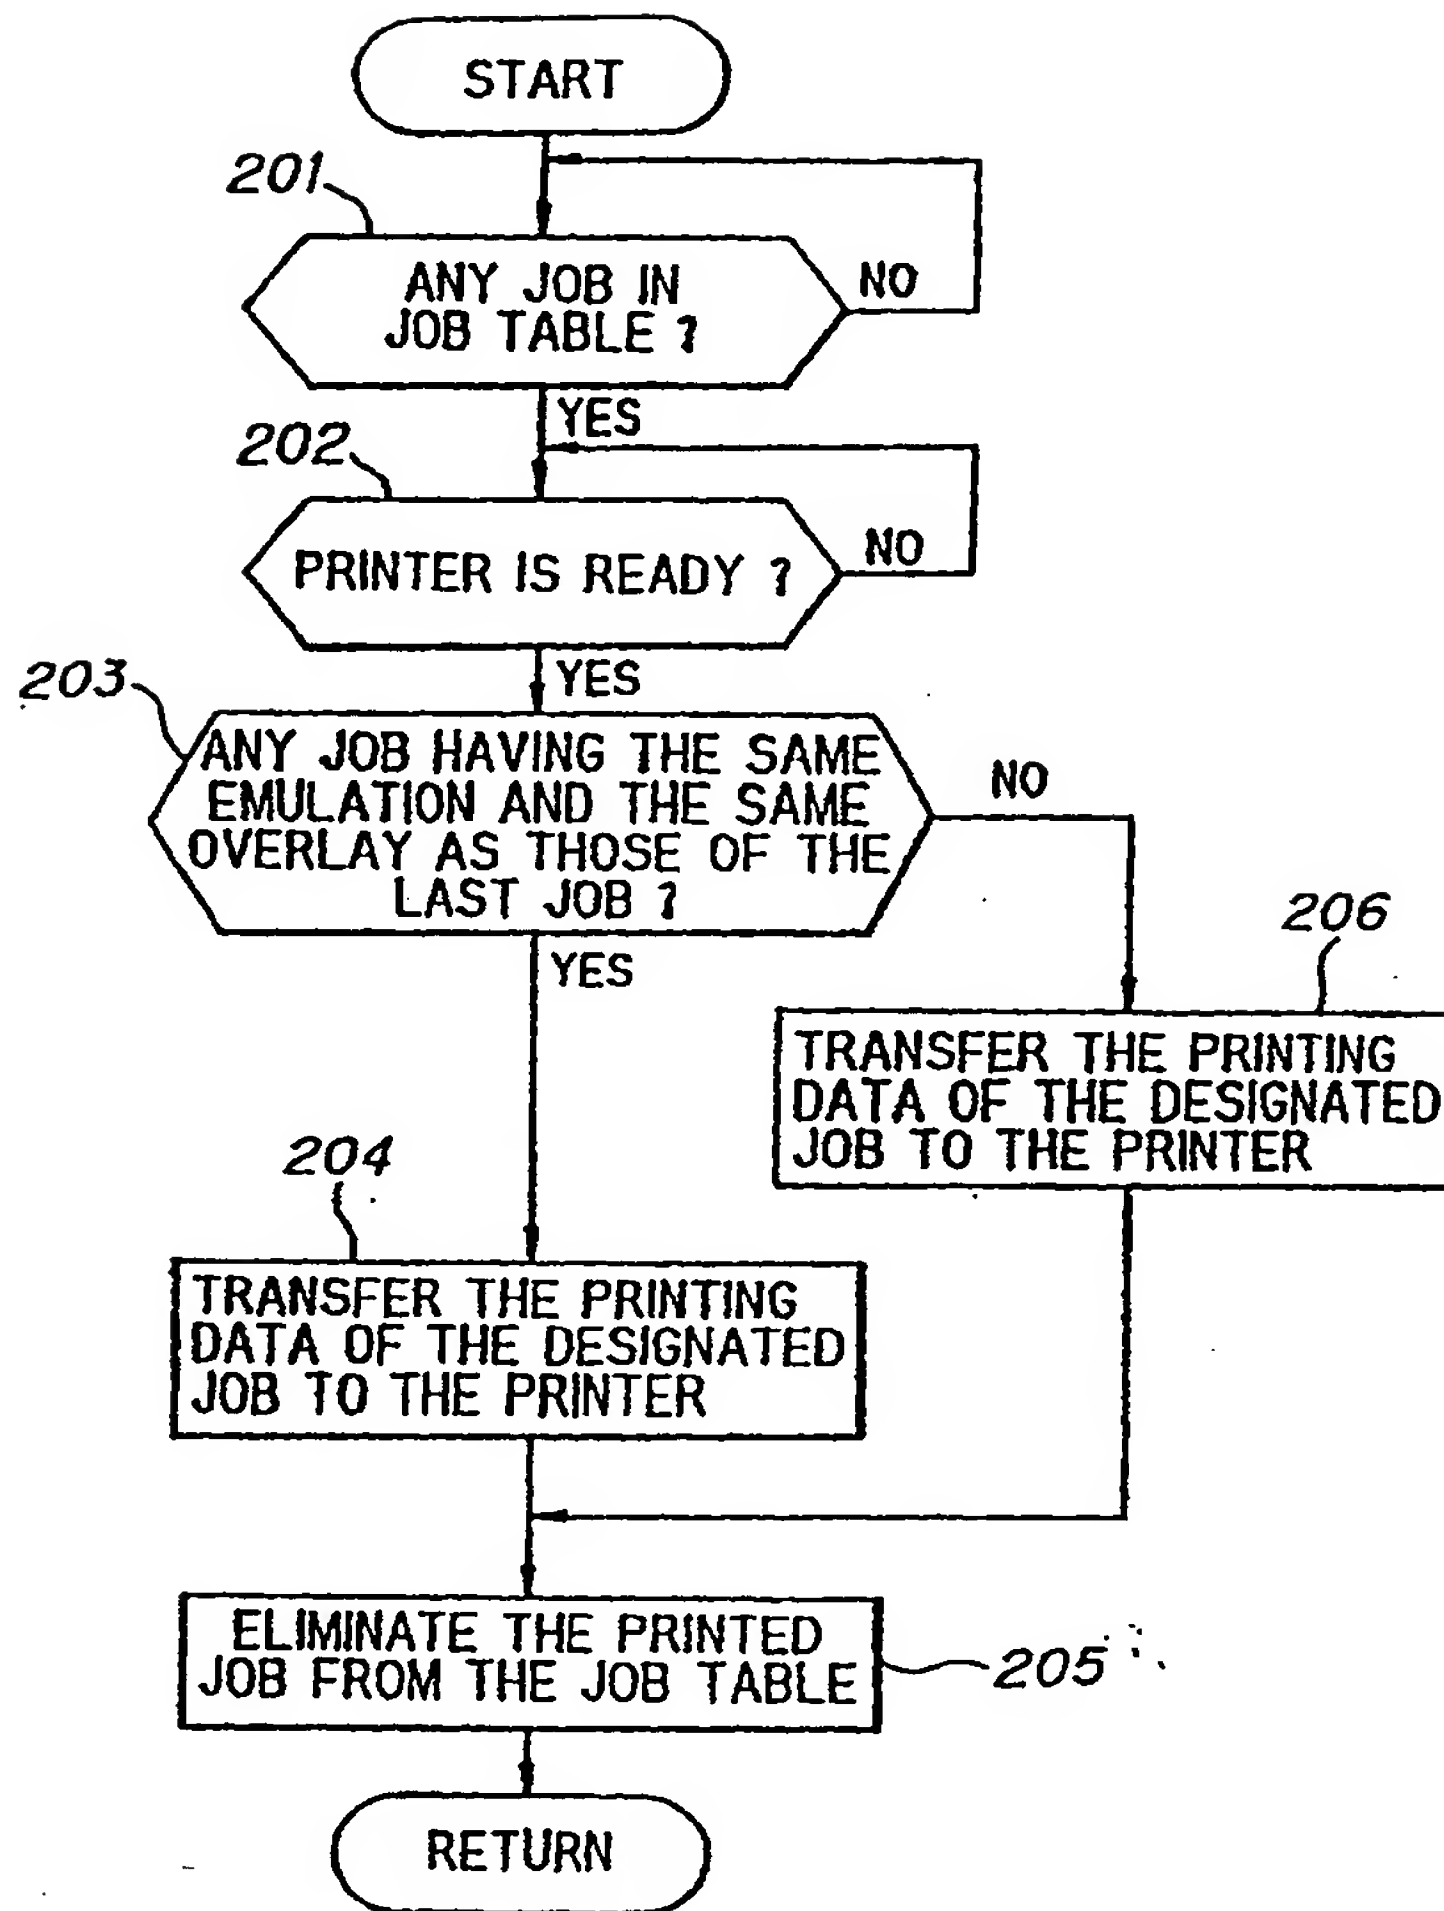 START
201
ANY JOB IN
JOB TABLE ?
NO
YES
202
PRINTER IS READY ?
NO
YES
203
ANY JOB HAVING THE SAME
EMULATION AND THE SAME
OVERLAY AS THOSE OF THE
LAST JOB ?
NO
YES
206
TRANSFER THE PRINTING
DATA OF THE DESIGNATED
JOB TO THE PRINTER
204
TRANSFER THE PRINTING
DATA OF THE DESIGNATED
JOB TO THE PRINTER
ELIMINATE THE PRINTED
JOB FROM THE JOB TABLE
205
RETURN